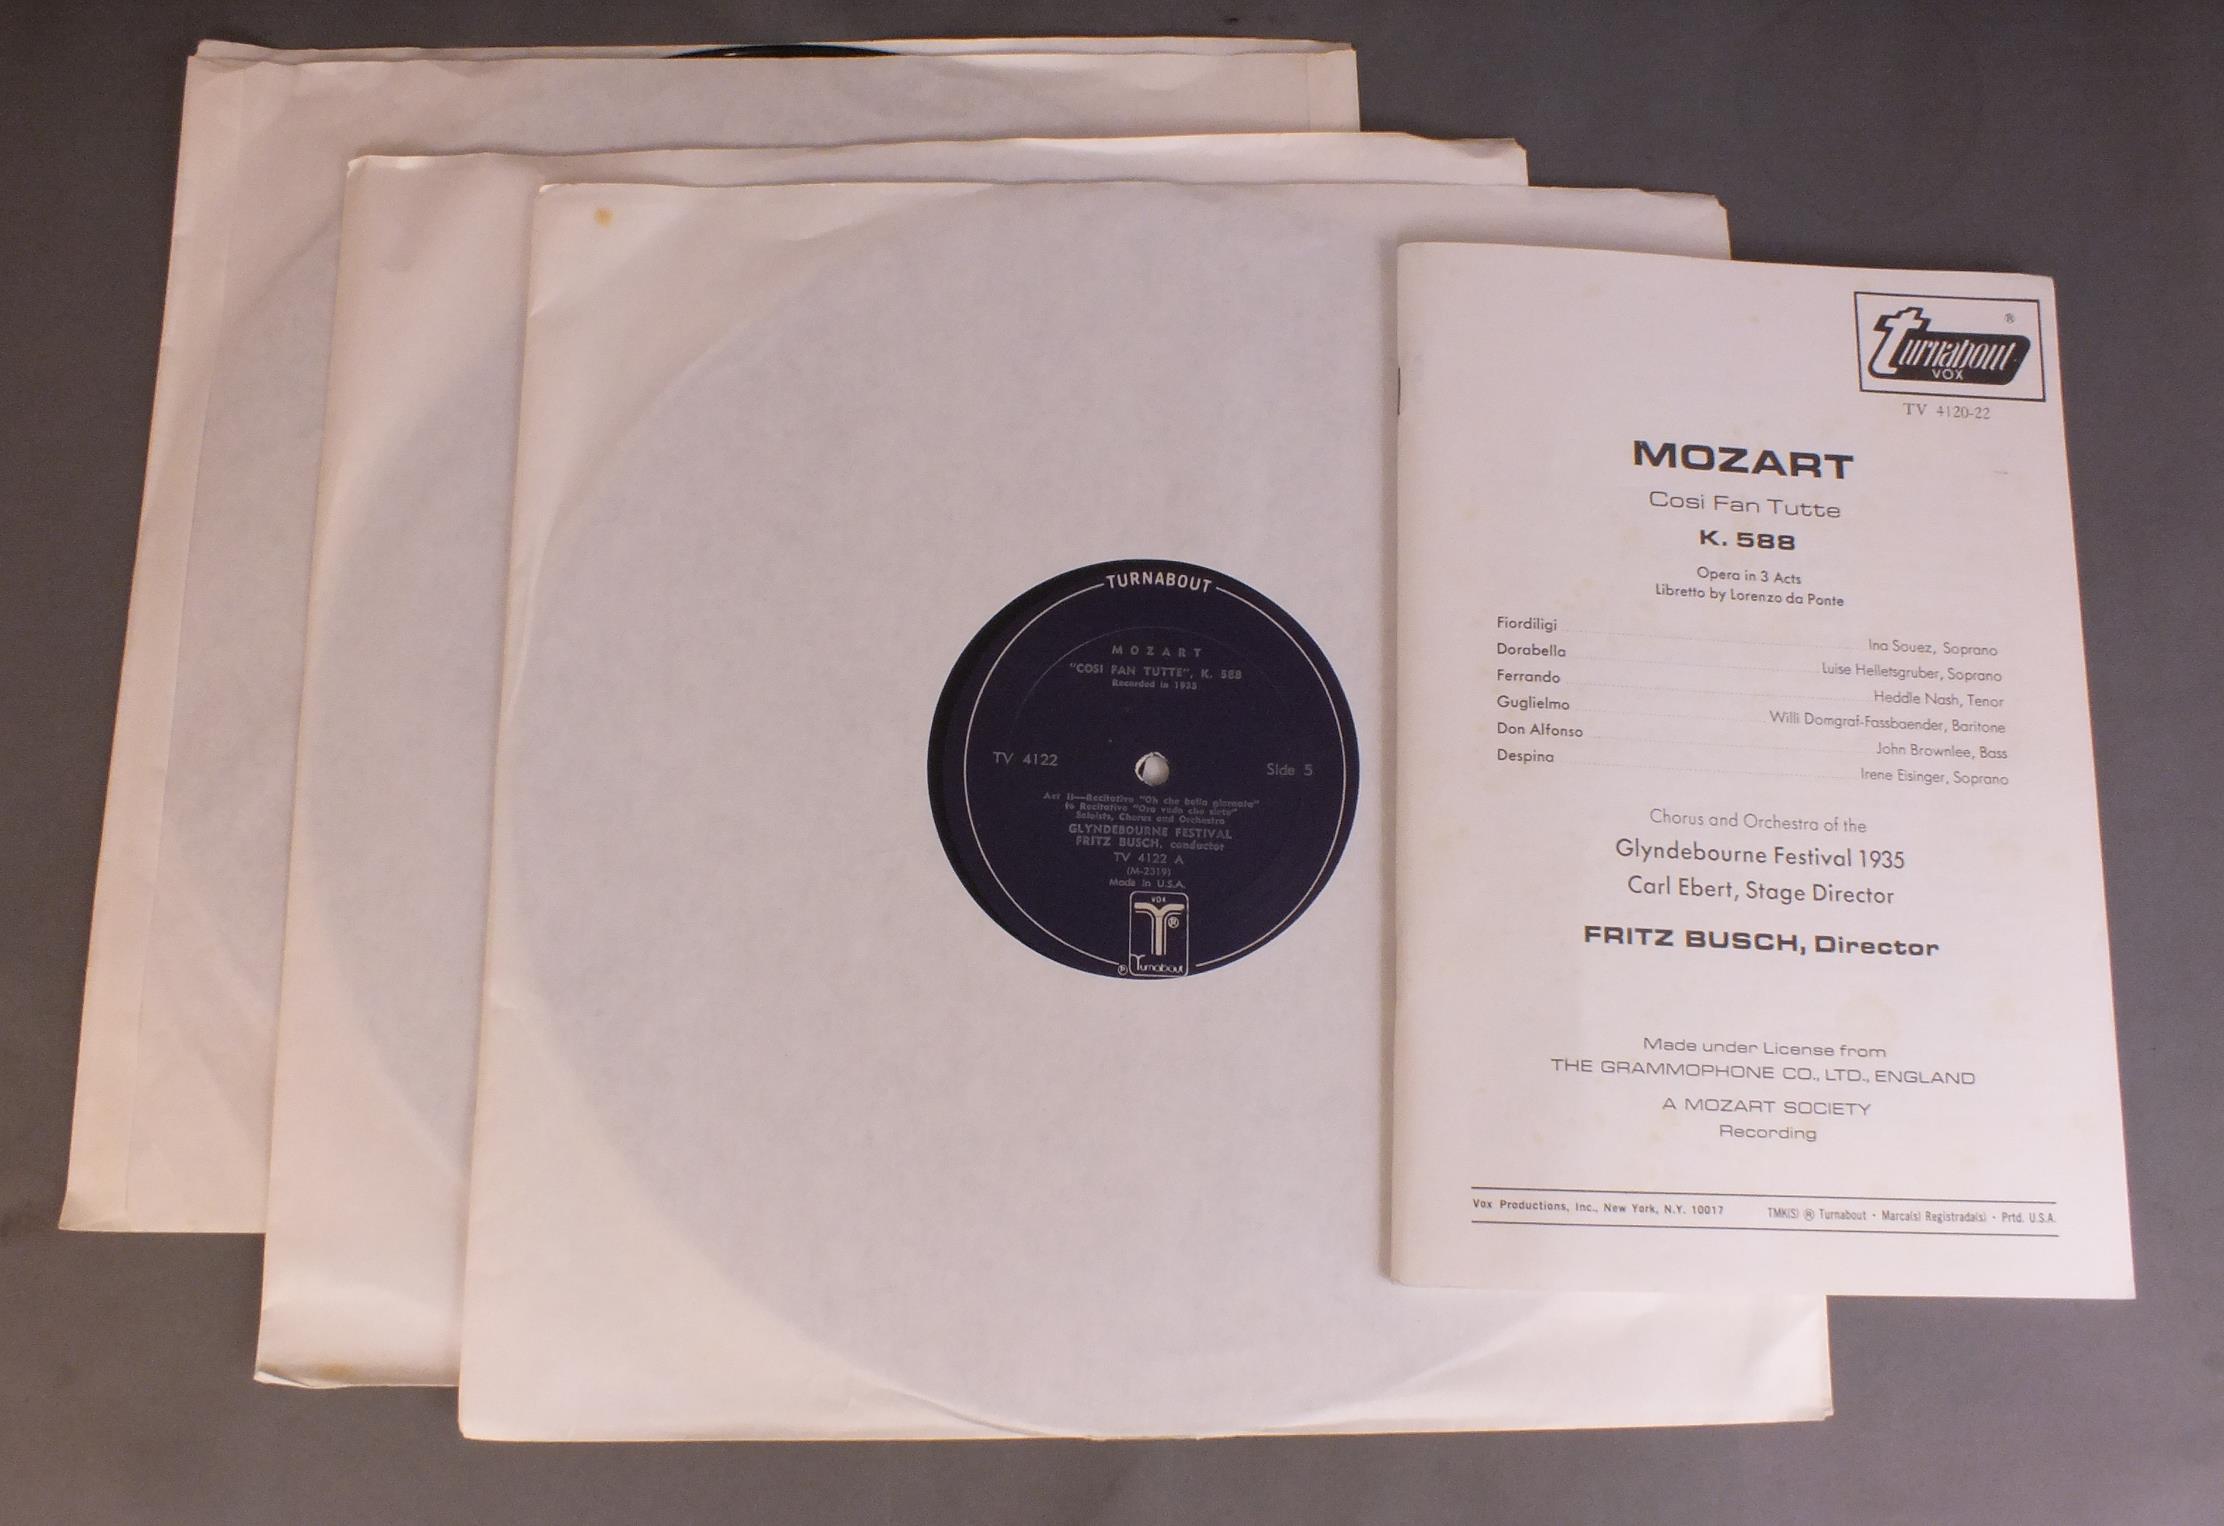 TURNABOUT
MOZART
"COSI FAN TUTTE", K. 588
Recorded in 1935
TV 4122
Side 5
Act II—Recitativo "Oh che bella giornata"
to Recitativo "Ora vedo che siete"
Soloists, Chorus and Orchestra
GLYNDEBOURNE FESTIVAL
FRITZ BUSCH, conductor
TV 4122 A
(M-2319)
Made in U.S.A.
VOX
T®
® Turnabout
Turnabout ®
VOX
TV 4120-22
MOZART
Cosi Fan Tutte
K. 588
Opera in 3 Acts
Libretto by Lorenzo da Ponte
Fiordiligi Ina Souez, Soprano
Dorabella Luise Helletsgruber, Soprano
Ferrando Heddle Nash, Tenor
Guglielmo Willi Domgraf-Fassbaender, Baritone
Don Alfonso John Brownlee, Bass
Despina Irene Eisinger, Soprano
Chorus and Orchestra of the
Glyndebourne Festival 1935
Carl Ebert, Stage Director
FRITZ BUSCH, Director
Made under License from
THE GRAMMOPHONE CO., LTD., ENGLAND
A MOZART SOCIETY
Recording
Vox Productions, Inc., New York, N.Y. 10017 TMK(S) ® Turnabout • Marca(s) Registrada(s) • Prtd. U.S.A.